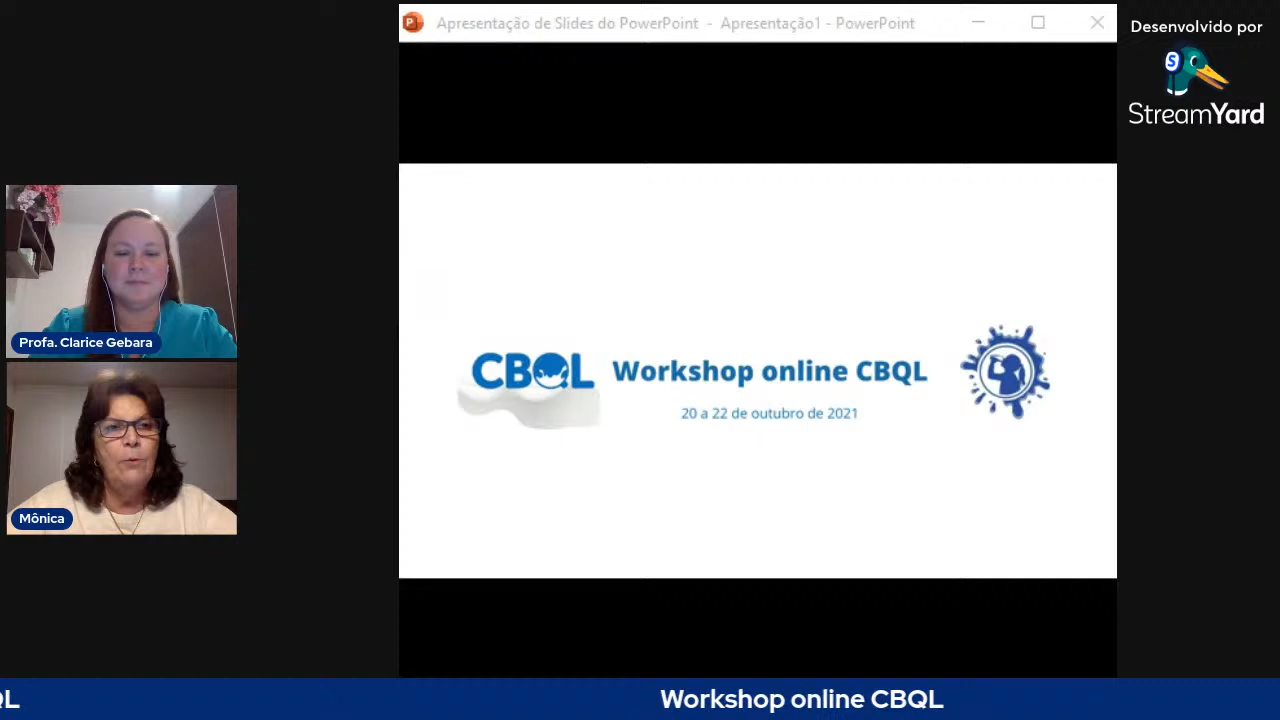 Apresentação de Slides do PowerPoint - Apresentação1 - PowerPoint
Desenvolvido por
StreamYard
Profa. Clarice Gebara
Mônica
CBQL
Workshop online CBQL
20 a 22 de outubro de 2021
QL
Workshop online CBQL